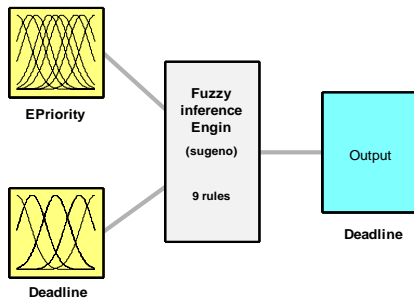 EPriority
Deadline
Fuzzy
inference
Engin
(sugeno)
9 rules
Output
Deadline